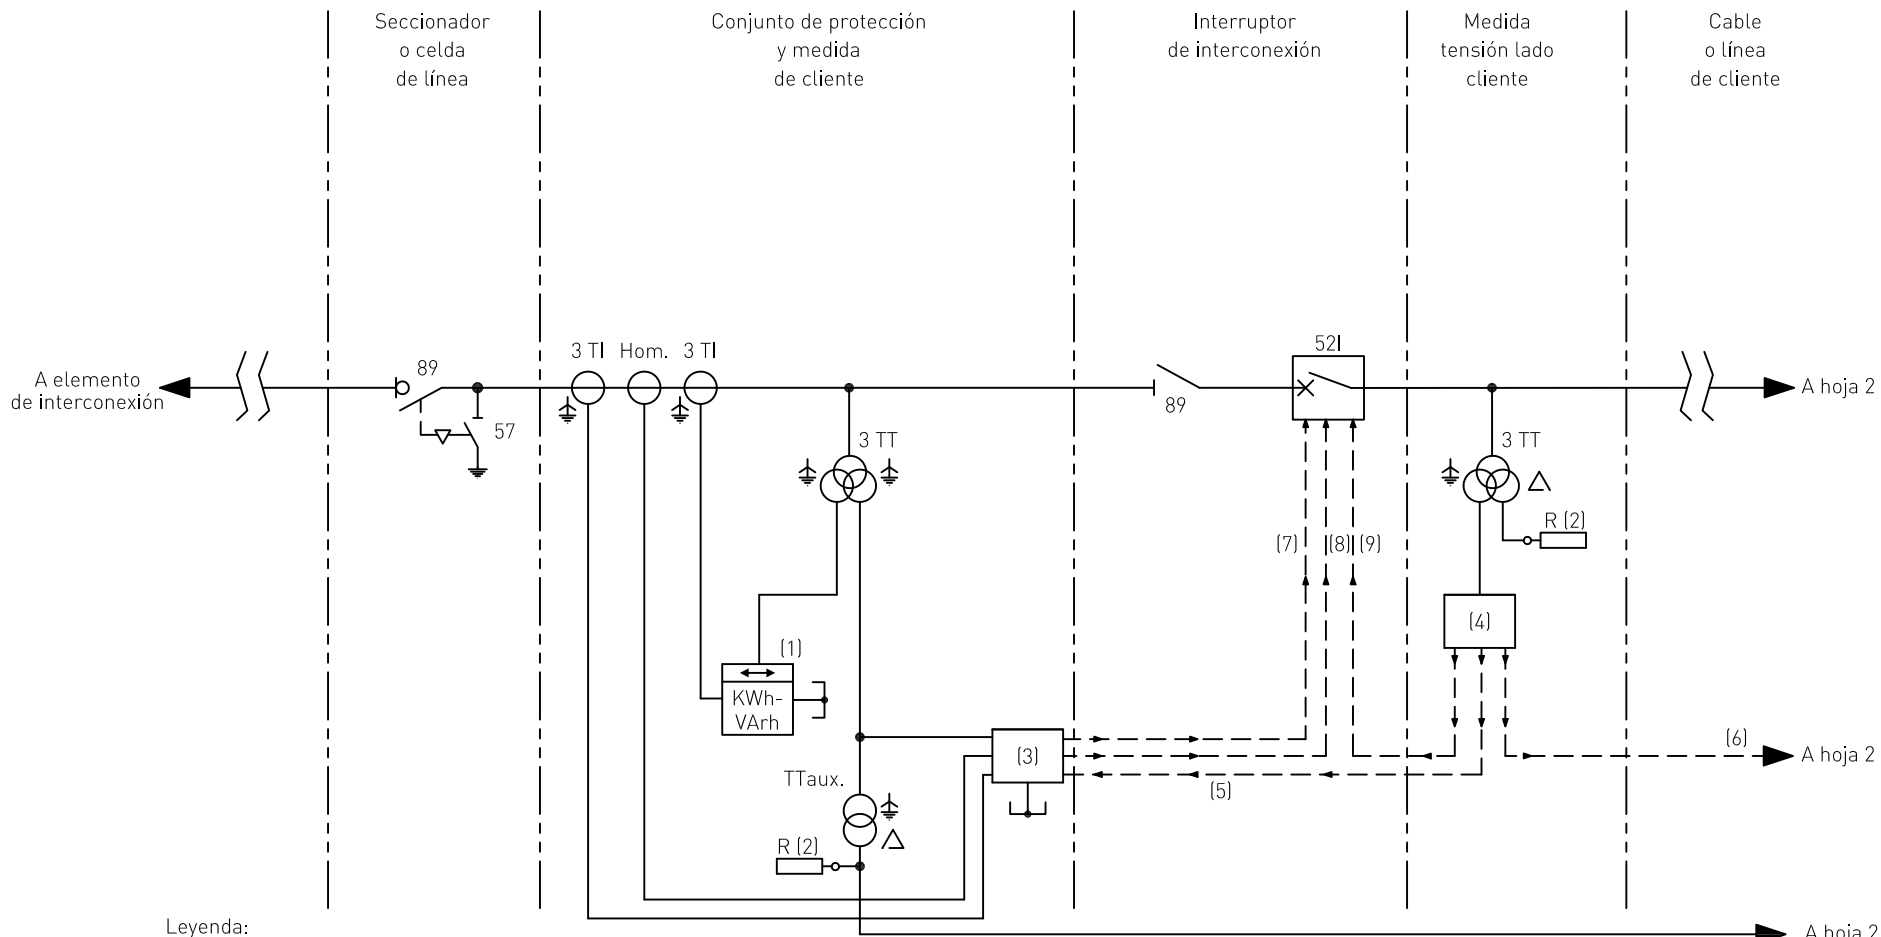 Seccionador
o celda
de línea
Conjunto de protección
y medida
de cliente
Interruptor
de interconexión
Medida
tensión lado
cliente
Cable
o línea
de cliente
A elemento
de interconexión
89
57
3 TI
Hom.
3 TI
3 TT
89
52I
3 TT
A hoja 2
R (2)
(7)
(8)
(9)
(4)
(1)
KWh-
VArh
(3)
(5)
(6)
A hoja 2
TTaux.
R (2)
Leyenda:
A hoja 2